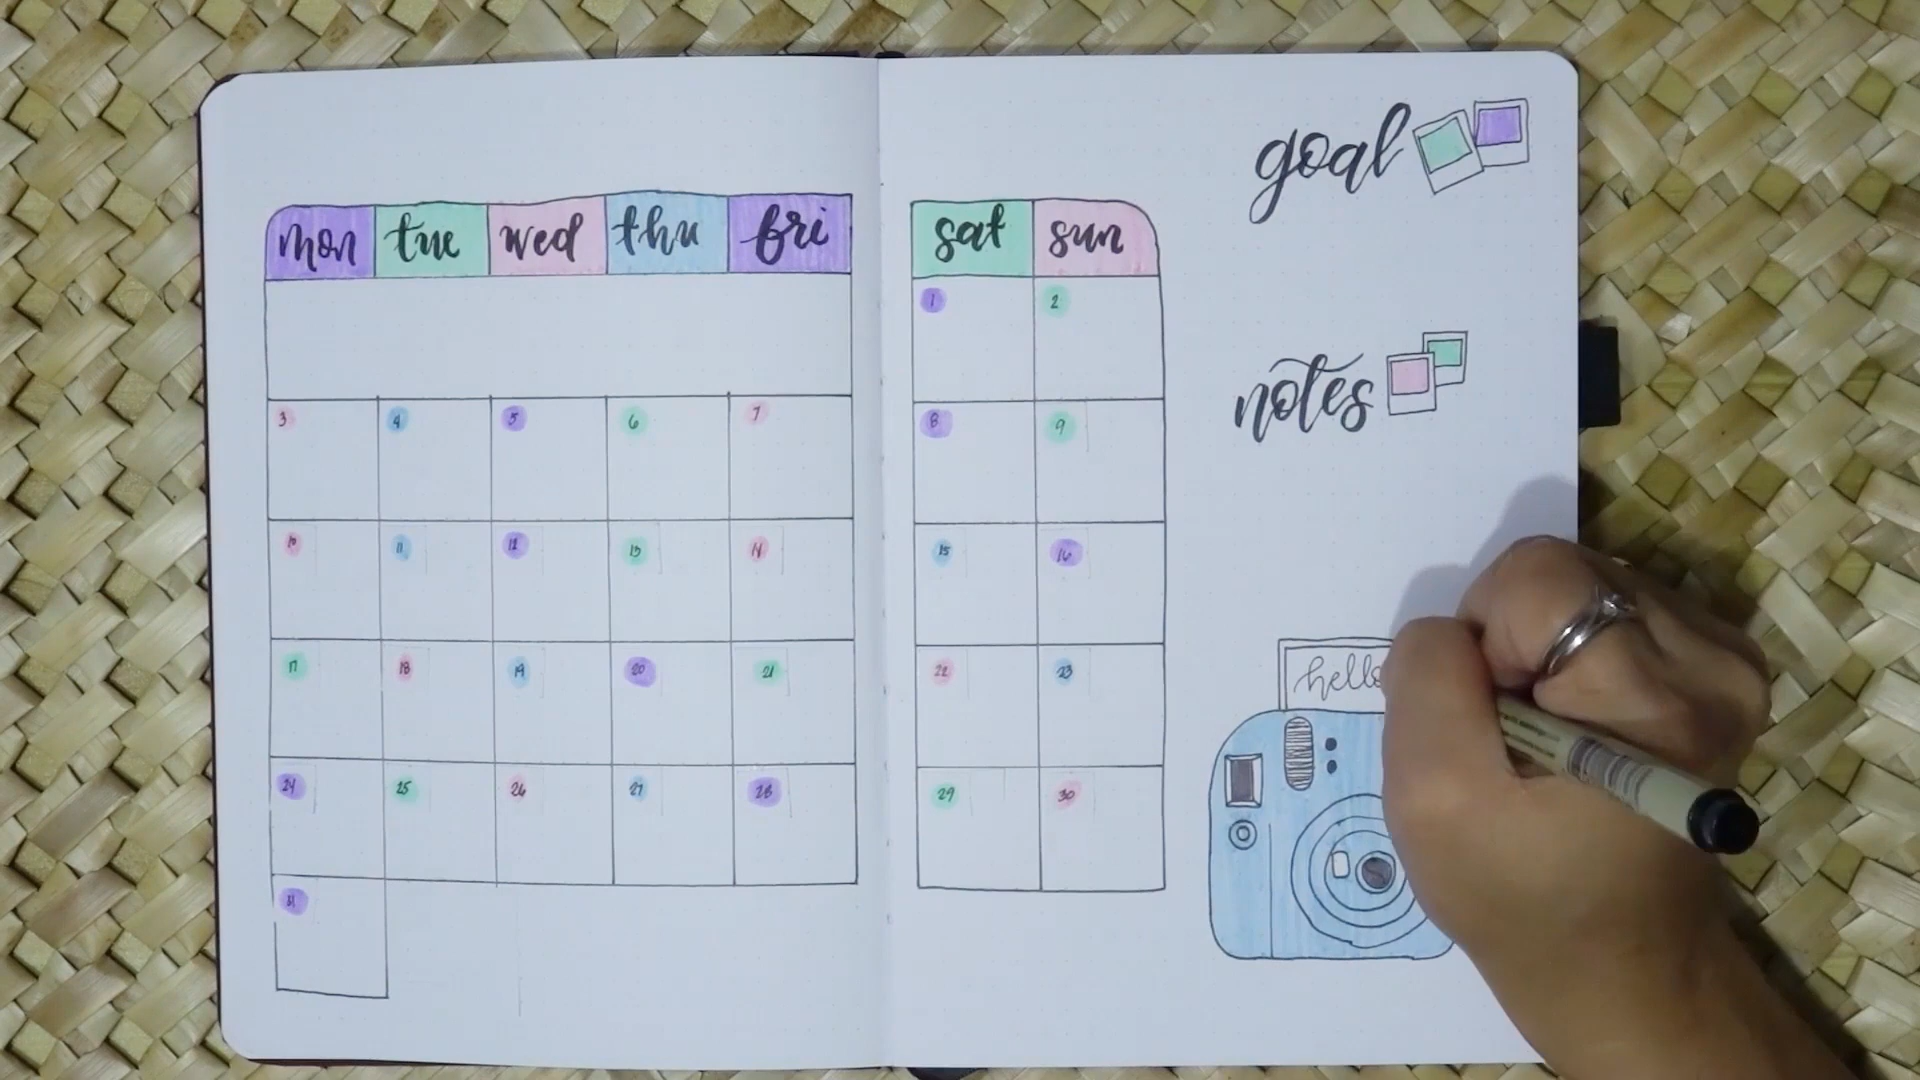 mon tue wed thu fri sat sun
1 2
3 4 5 6 7 8 9
10 11 12 13 14 15 16
17 18 19 20 21 22 23
24 25 26 27 28 29 30
31
goal
notes
hello